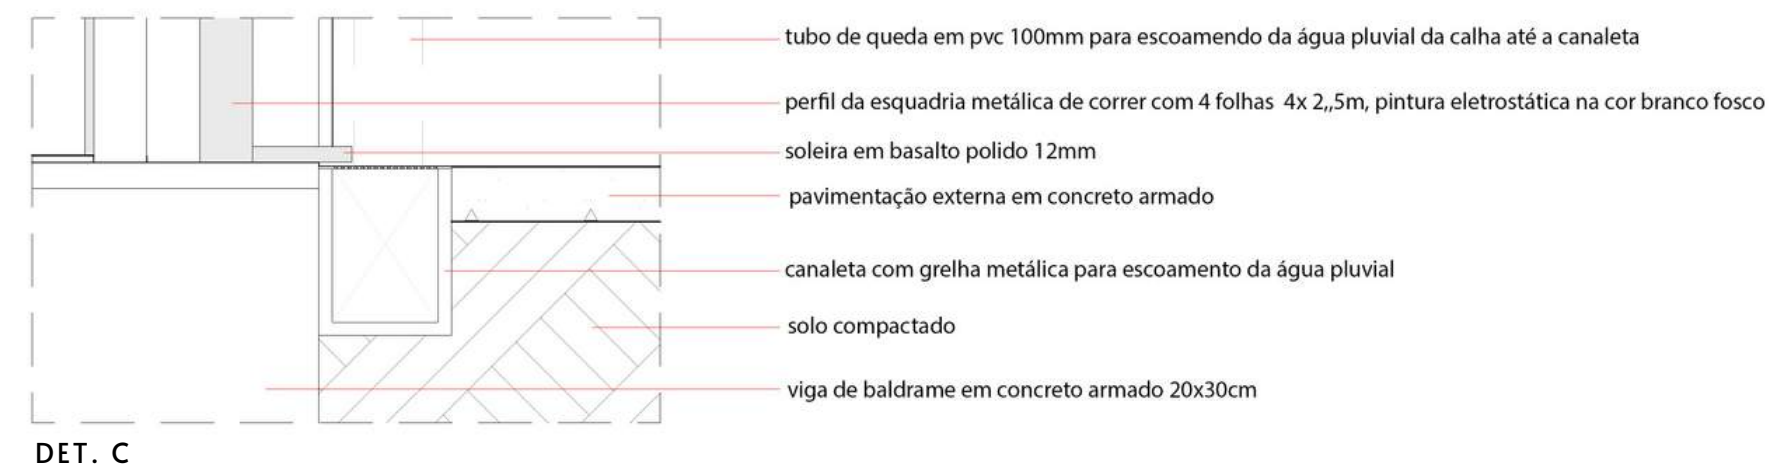 tubo de queda em pvc 100mm para escoamendo da água pluvial da calha até a canaleta
perfil da esquadria metálica de correr com 4 folhas  4x 2,,5m, pintura eletrostática na cor branco fosco
soleira em basalto polido 12mm
pavimentação externa em concreto armado
canaleta com grelha metálica para escoamento da água pluvial
solo compactado
viga de baldrame em concreto armado 20x30cm
DET. C